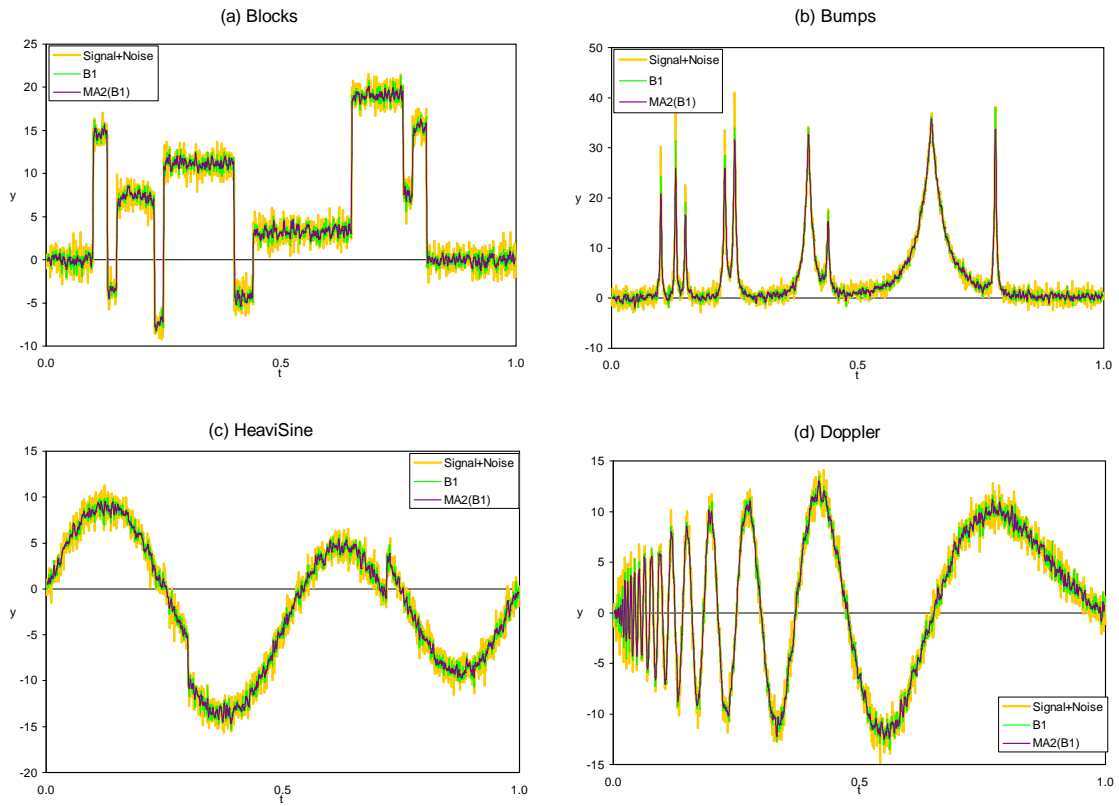 (a) Blocks
Signal+Noise
B1
MA2(B1)
25
20
15
10
5
0
-5
-10
y
0.0
0.5
1.0
t
(b) Bumps
Signal+Noise
B1
MA2(B1)
50
40
30
20
10
0
-10
y
0.0
0.5
1.0
t
(c) HeaviSine
Signal+Noise
B1
MA2(B1)
15
10
5
0
-5
-10
-15
-20
y
0.0
0.5
1.0
t
(d) Doppler
15
10
5
0
-5
-10
-15
y
Signal+Noise
B1
MA2(B1)
0.0
0.5
1.0
t